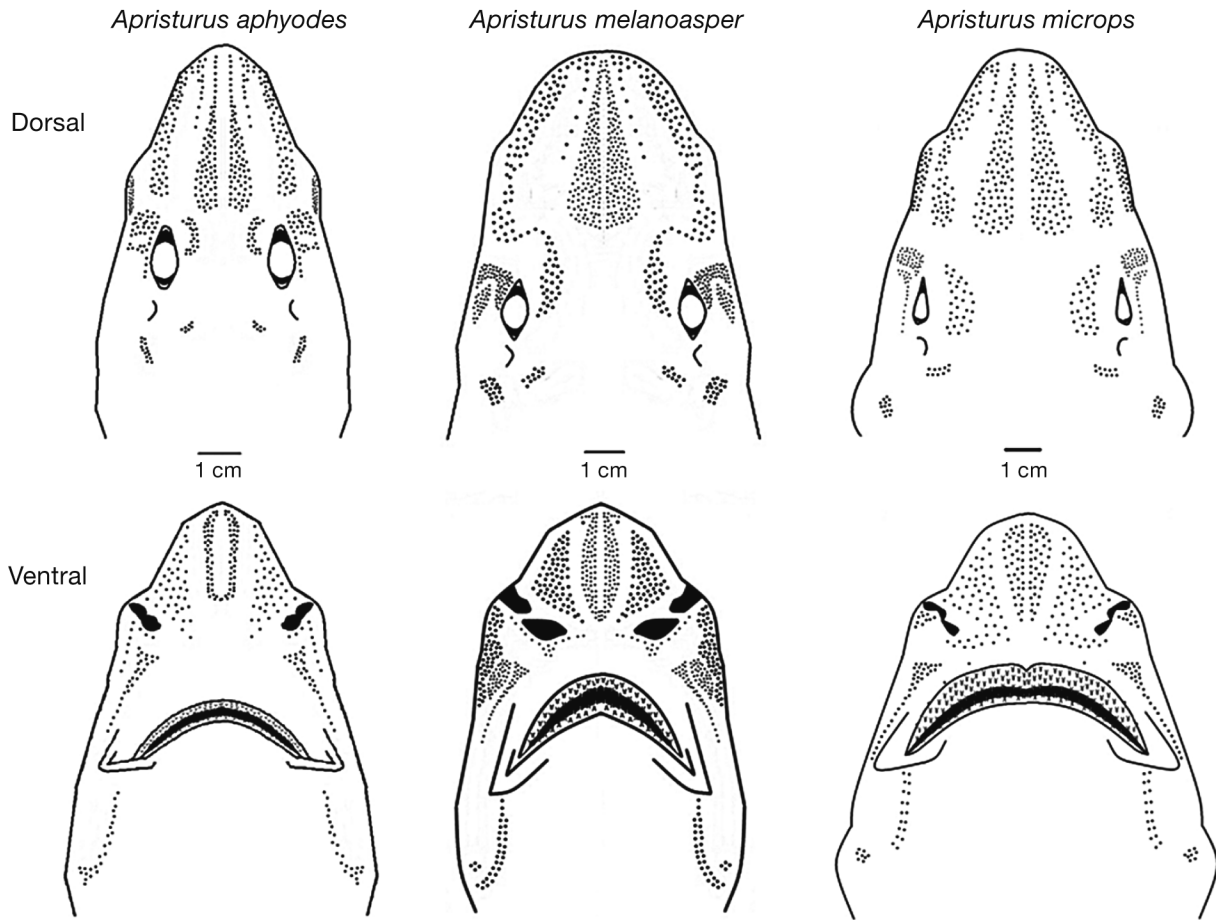 Apristurus aphyodes
Apristurus melanoasper
Apristurus microps
Dorsal
1 cm
1 cm
1 cm
Ventral